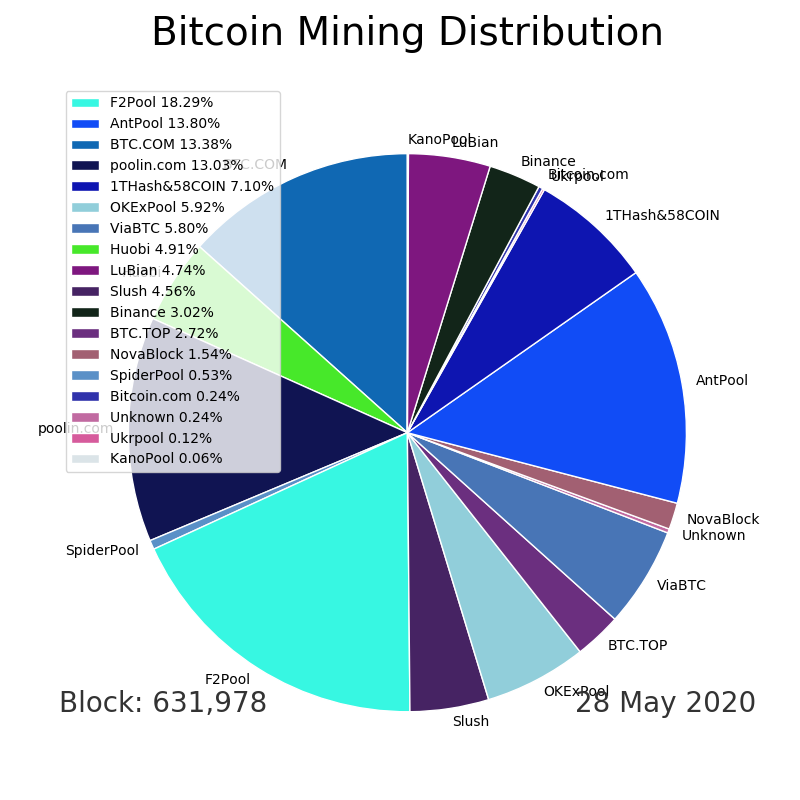 Bitcoin Mining Distribution
F2Pool 18.29%
AntPool 13.80%
BTC.COM 13.38%
poolin.com 13.03%
1THash&58COIN 7.10%
OKExPool 5.92%
ViaBTC 5.80%
Huobi 4.91%
LuBian 4.74%
Slush 4.56%
Binance 3.02%
BTC.TOP 2.72%
NovaBlock 1.54%
SpiderPool 0.53%
Bitcoin.com 0.24%
Unknown 0.24%
Ukrpool 0.12%
KanoPool 0.06%
KanoPool
LuBian
Binance
Bitcoin.com
Ukrpool
1THash&58COIN
AntPool
NovaBlock
Unknown
ViaBTC
BTC.TOP
OKExPool
Slush
F2Pool
SpiderPool
poolin.com
BTC.COM
Block: 631,978
28 May 2020